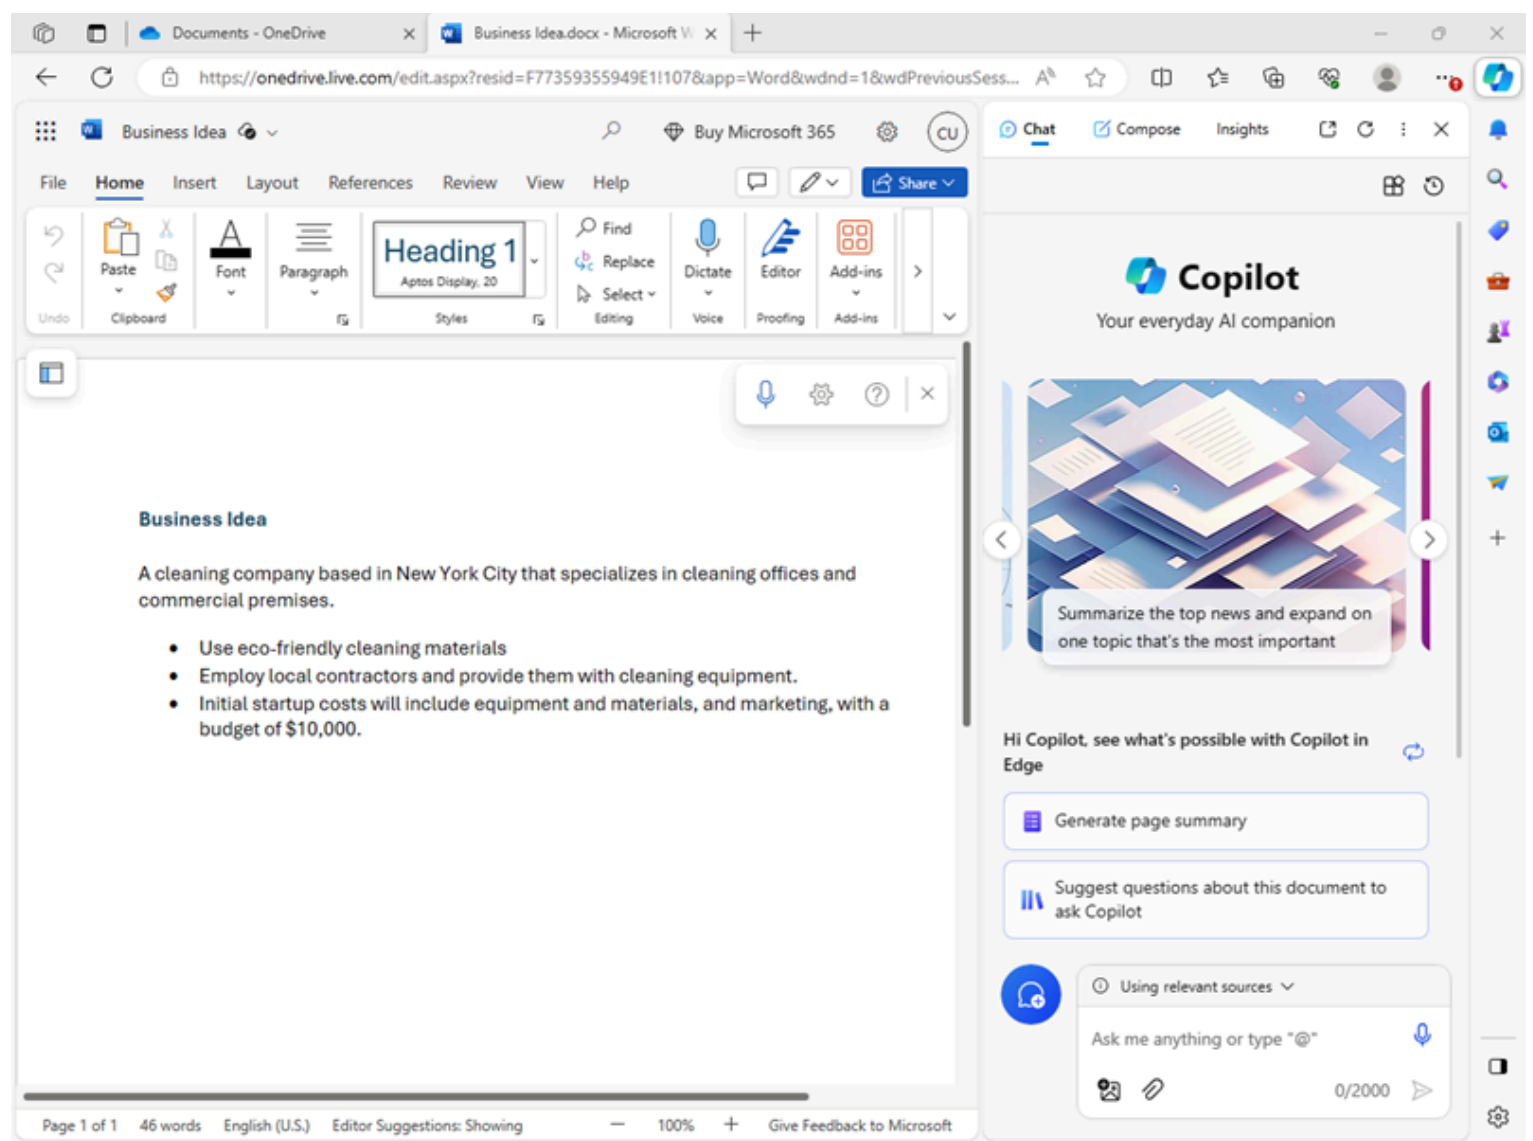 Documents - OneDrive
Business Idea.docx - Microsoft W
https://onedrive.live.com/edit.aspx?resid=F77359355949E1!107&app=Word&wdnd=1&wdPreviousSess...
Business Idea
Buy Microsoft 365
CU
File Home Insert Layout References Review View Help
Share
Paste
Font
Paragraph
Heading 1
Aptos Display, 20
Find
Replace
Select
Dictate
Editor
Add-ins
Undo
Clipboard
Styles
Editing
Voice
Proofing
Add-ins
Business Idea
A cleaning company based in New York City that specializes in cleaning offices and
commercial premises.
• Use eco-friendly cleaning materials
• Employ local contractors and provide them with cleaning equipment.
• Initial startup costs will include equipment and materials, and marketing, with a
budget of $10,000.
Page 1 of 1 46 words English (U.S.) Editor Suggestions: Showing 100% Give Feedback to Microsoft
Chat Compose Insights
Copilot
Your everyday AI companion
Summarize the top news and expand on
one topic that's the most important
Hi Copilot, see what's possible with Copilot in
Edge
Generate page summary
Suggest questions about this document to
ask Copilot
Using relevant sources
Ask me anything or type "@"
0/2000